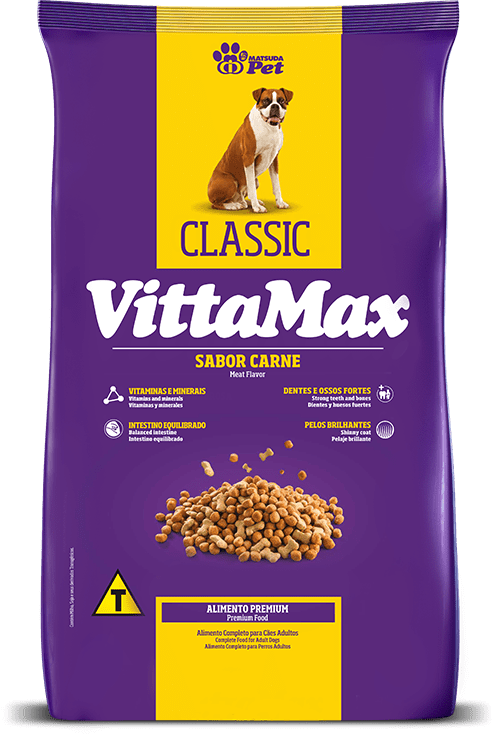 MATSUDA
Pet
CLASSIC
VittaMax
SABOR CARNE
Meat Flavor
VITAMINAS E MINERAIS
Vitamins and minerals
Vitaminas y minerales
DENTES E OSSOS FORTES
Strong teeth and bones
Dientes y huesos fuertes
INTESTINO EQUILIBRADO
Balanced intestine
Intestino equilibrado
PELOS BRILHANTES
Shinny coat
Pelaje brillante
T
ALIMENTO PREMIUM
Premium Food
Alimento Completo para Cães Adultos
Complete Food for Adult Dogs
Alimento Completo para Perros Adultos